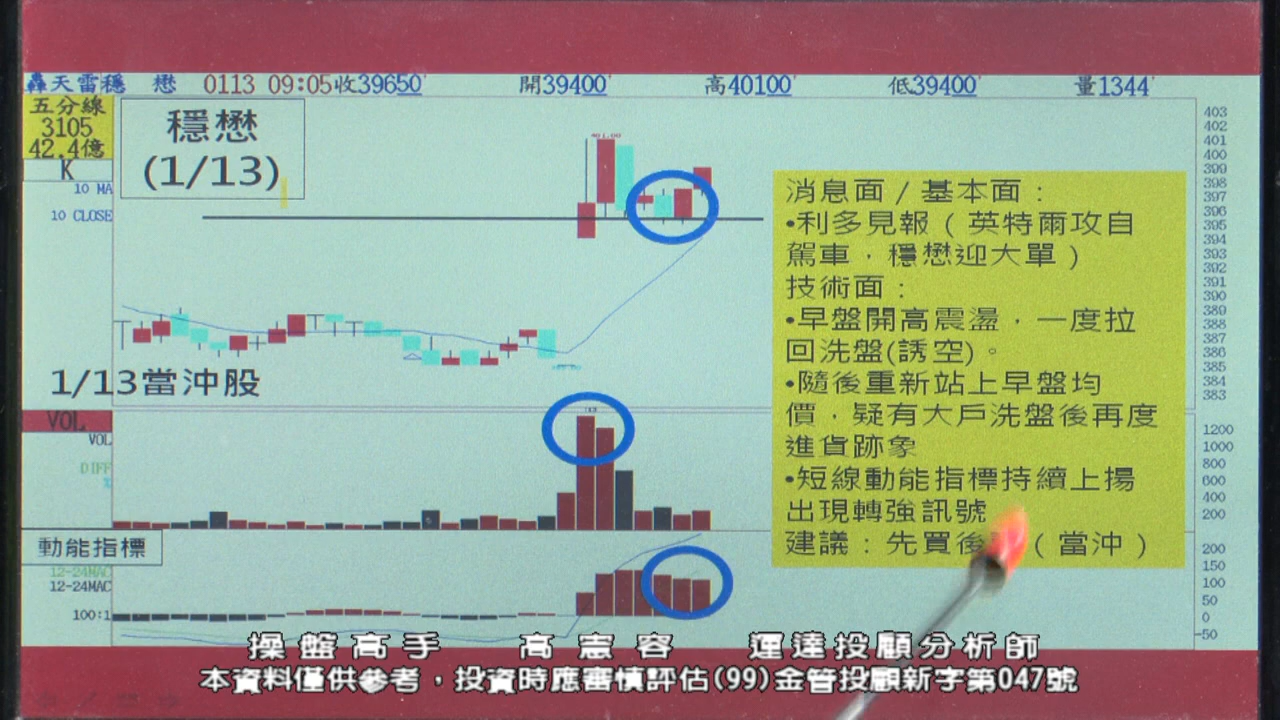 轟天雷穩 懋 0113 09:05收39650 開39400 高40100 低39400 量1344
五分線
3105
42.4億
K
10 MA
10 CLOSE
穩懋
(1/13)
401.00
403
402
401
400
399
398
397
396
395
394
393
392
391
390
389
388
387
386
385
384
383
消息面 / 基本面：
•利多見報（英特爾攻自
駕車，穩懋迎大單）
技術面：
•早盤開高震盪，一度拉
回洗盤(誘空)。
•隨後重新站上早盤均
價，疑有大戶洗盤後再度
進貨跡象
•短線動能指標持續上揚
出現轉強訊號
建議：先買後 （當沖）
1/13當沖股
VOL
VOL
DIFF
1200
1000
800
600
400
200
動能指標
12-24MAC
12-24MAC
100:1
200
150
100
50
0
-50
操盤高手 高憲容 運達投顧分析師
本資料僅供參考，投資時應審慎評估(99)金管投顧新字第047號